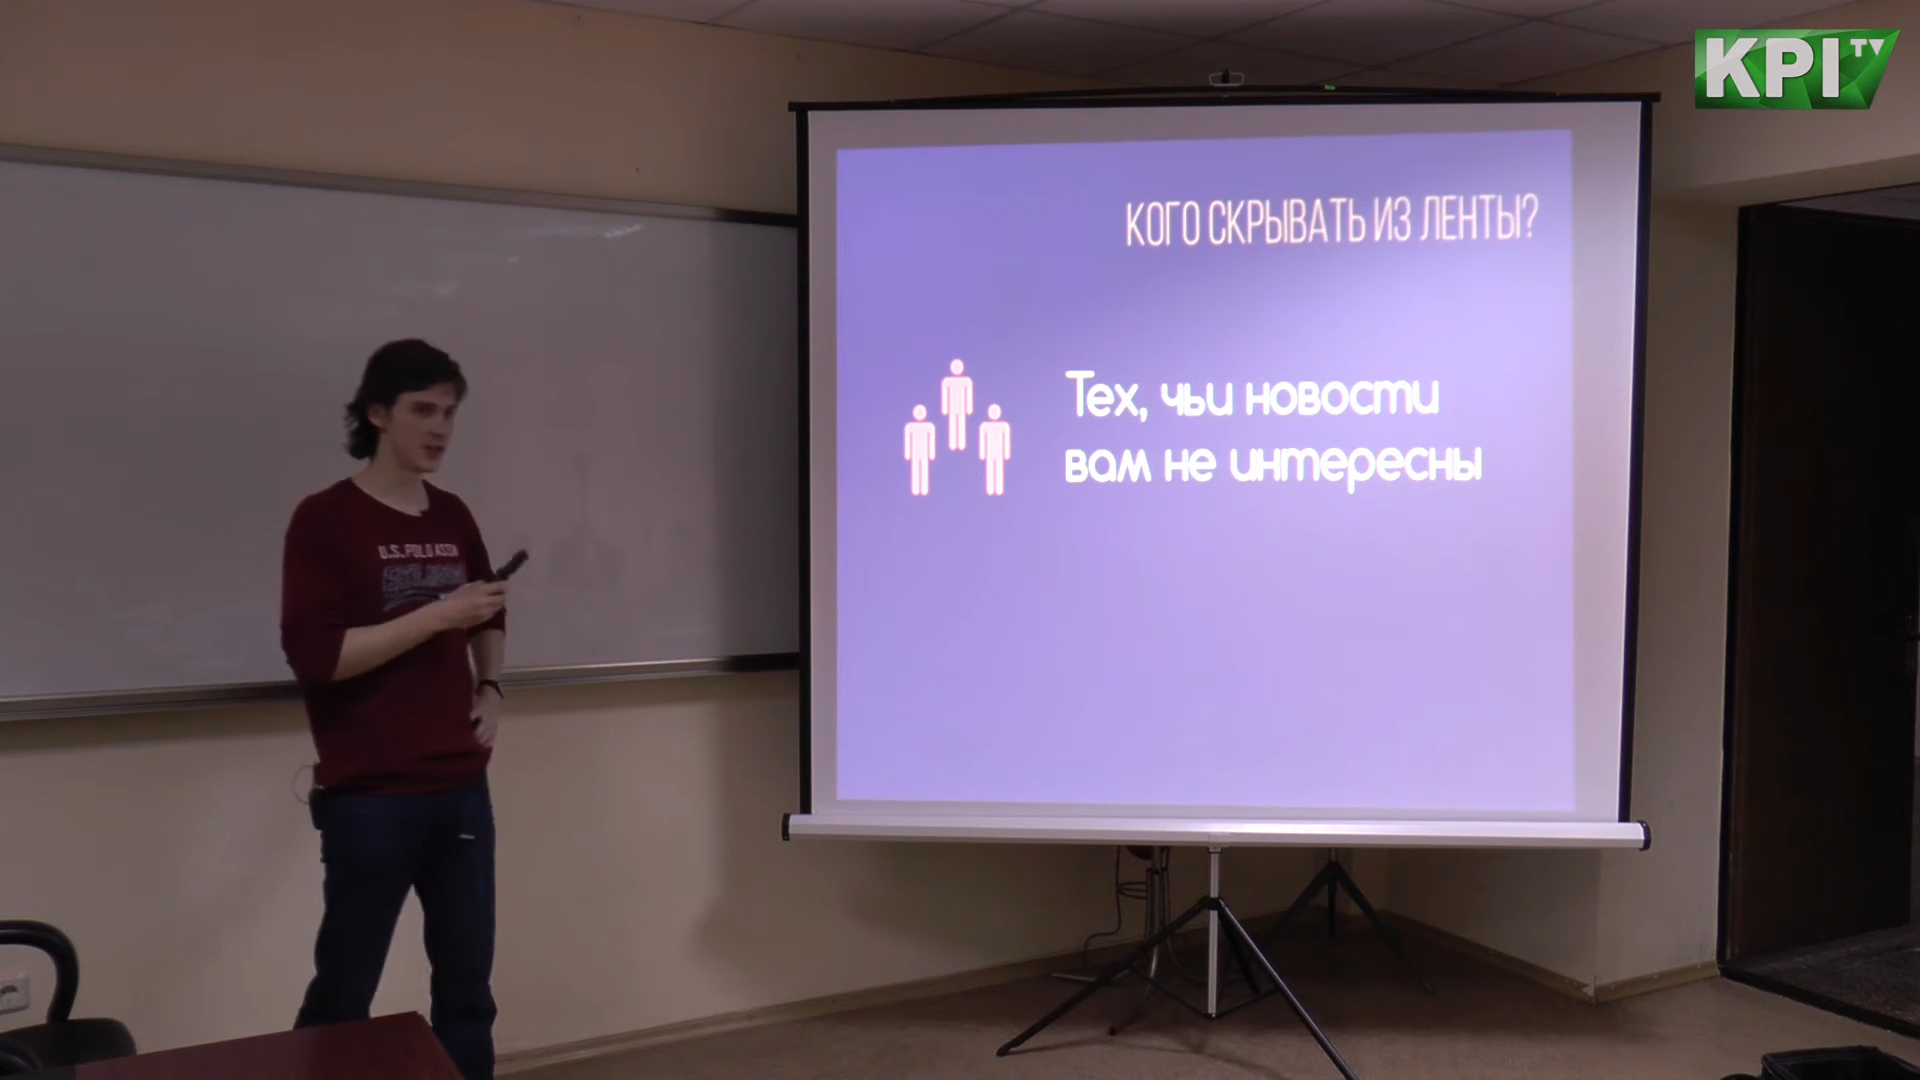 KPI TV
КОГО СКРЫВАТЬ ИЗ ЛЕНТЫ?
Тех, чьи новости
вам не интересны
U.S. POLO ASSN